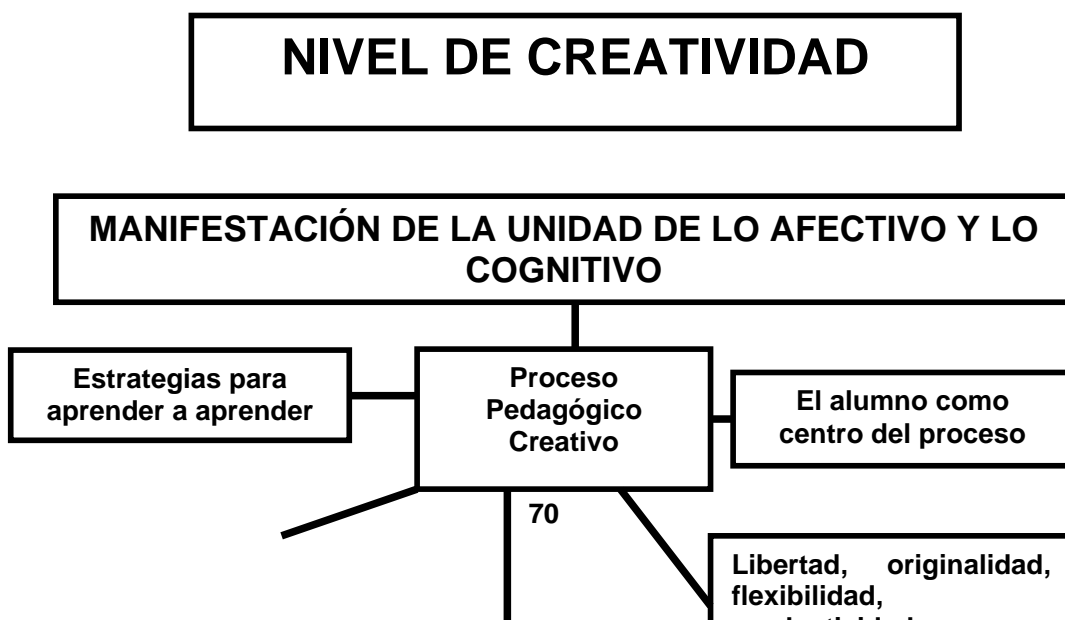 NIVEL DE CREATIVIDAD
MANIFESTACIÓN DE LA UNIDAD DE LO AFECTIVO Y LO
COGNITIVO
Estrategias para
aprender a aprender
Proceso
Pedagógico
Creativo
El alumno como
centro del proceso
70
Libertad, originalidad,
flexibilidad,